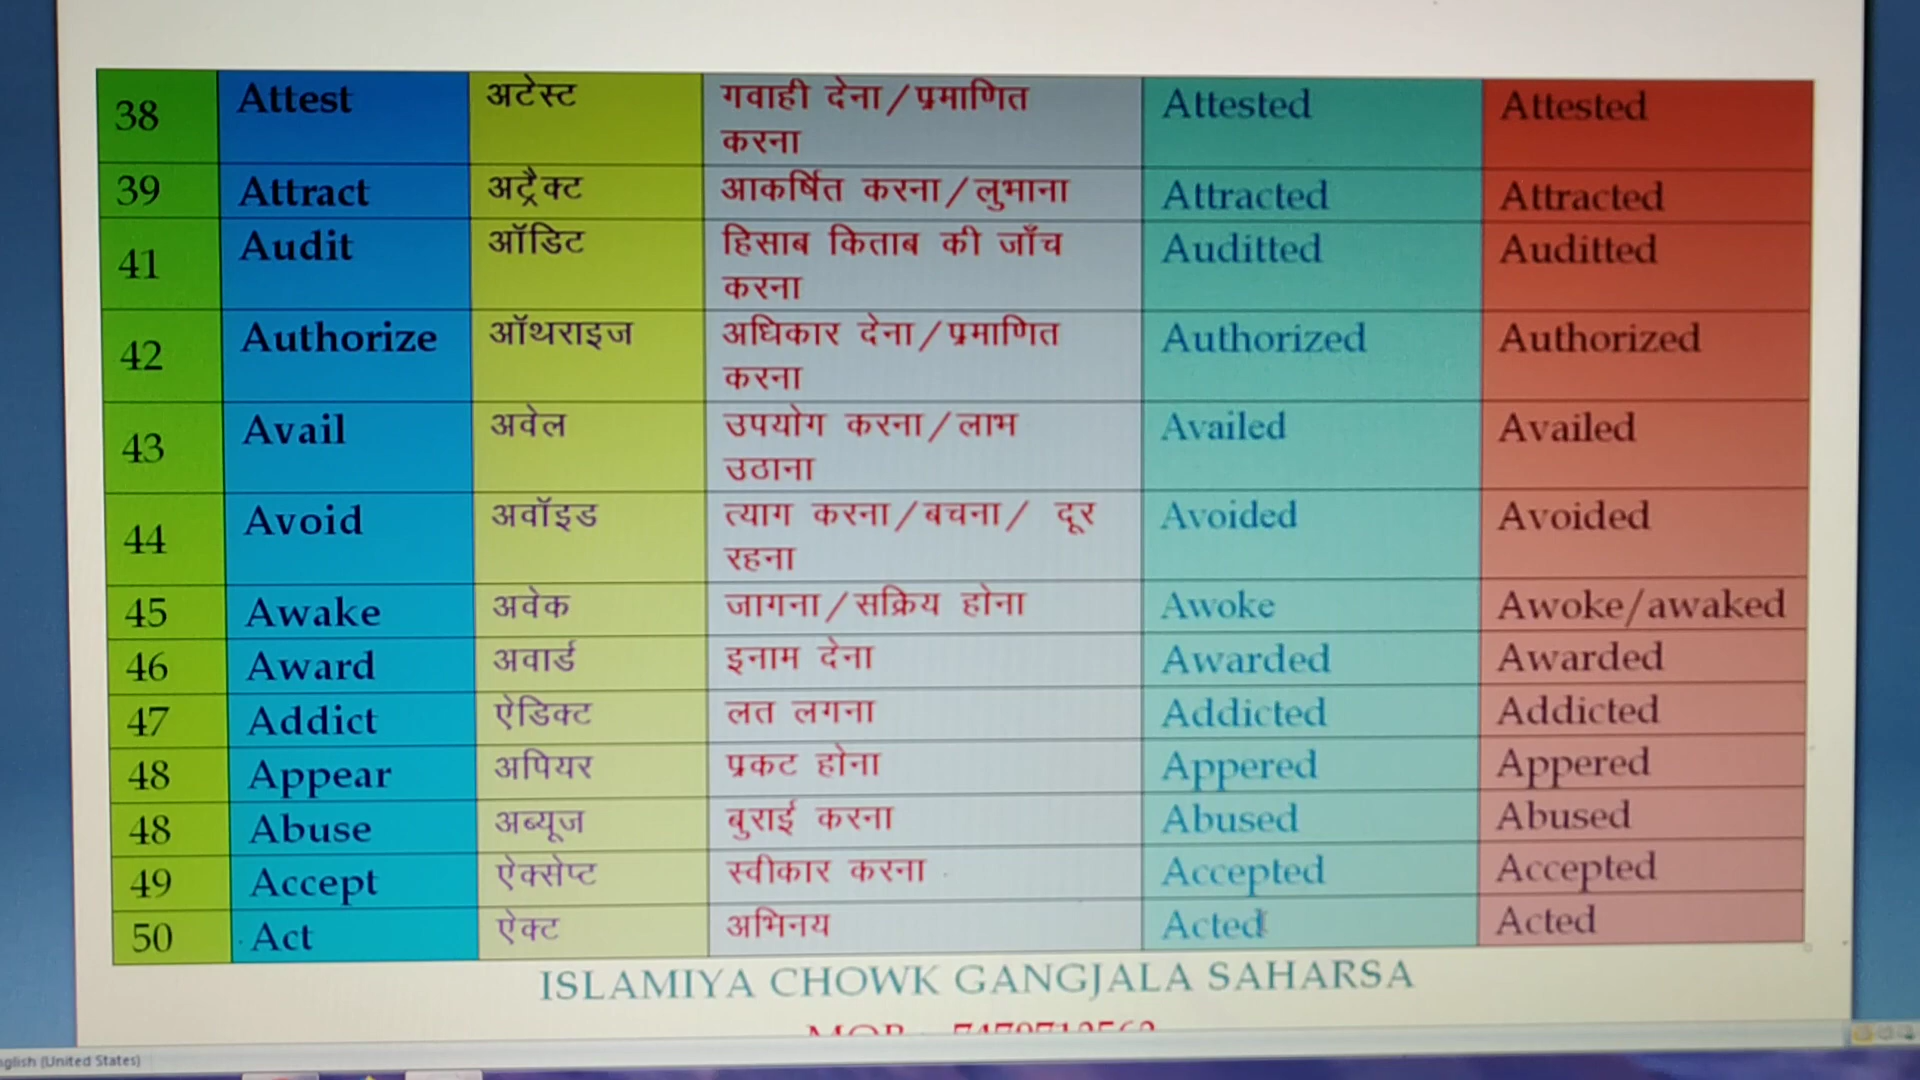 38 Attest अटेस्ट गवाही देना/प्रमाणित करना Attested Attested
39 Attract अट्रैक्ट आकर्षित करना/लुभाना Attracted Attracted
41 Audit ऑडिट हिसाब किताब की जाँच करना Auditted Auditted
42 Authorize ऑथराइज अधिकार देना/प्रमाणित करना Authorized Authorized
43 Avail अवेल उपयोग करना/लाभ उठाना Availed Availed
44 Avoid अवॉइड त्याग करना/बचना/ दूर रहना Avoided Avoided
45 Awake अवेक जागना/सक्रिय होना Awoke Awoke/awaked
46 Award अवार्ड इनाम देना Awarded Awarded
47 Addict ऐडिक्ट लत लगना Addicted Addicted
48 Appear अपियर प्रकट होना Appered Appered
48 Abuse अब्यूज बुराई करना Abused Abused
49 Accept ऐक्सेप्ट स्वीकार करना Accepted Accepted
50 Act ऐक्ट अभिनय Acted Acted
ISLAMIYA CHOWK GANGJALA SAHARSA
(United States)